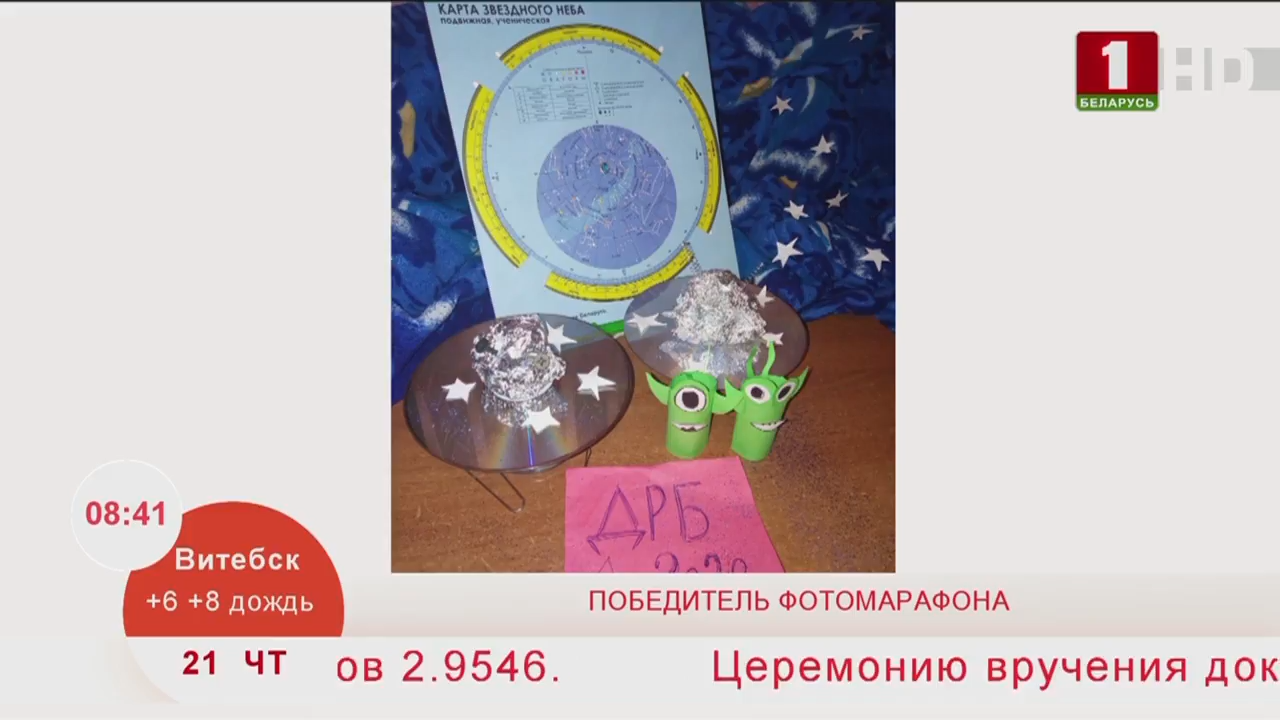 КАРТА ЗВЕЗДНОГО НЕБА
подвижная, ученическая
1
HD
БЕЛАРУСЬ
ДРБ
08:41
Витебск
+6 +8 дождь
ПОБЕДИТЕЛЬ ФОТОМАРАФОНА
21 ЧТ
ов 2.9546. Церемонию вручения док